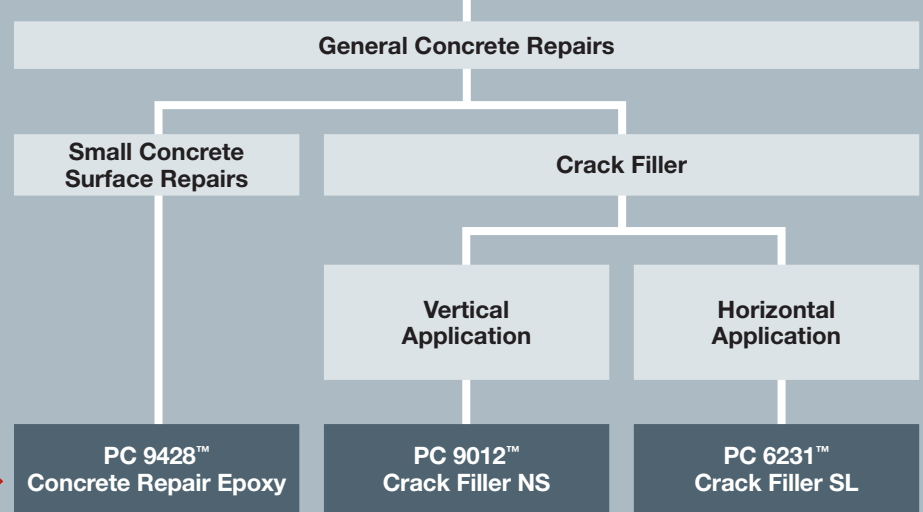 General Concrete Repairs
Small Concrete
Surface Repairs
Crack Filler
Vertical
Application
Horizontal
Application
PC 9428™
Concrete Repair Epoxy
PC 9012™
Crack Filler NS
PC 6231™
Crack Filler SL